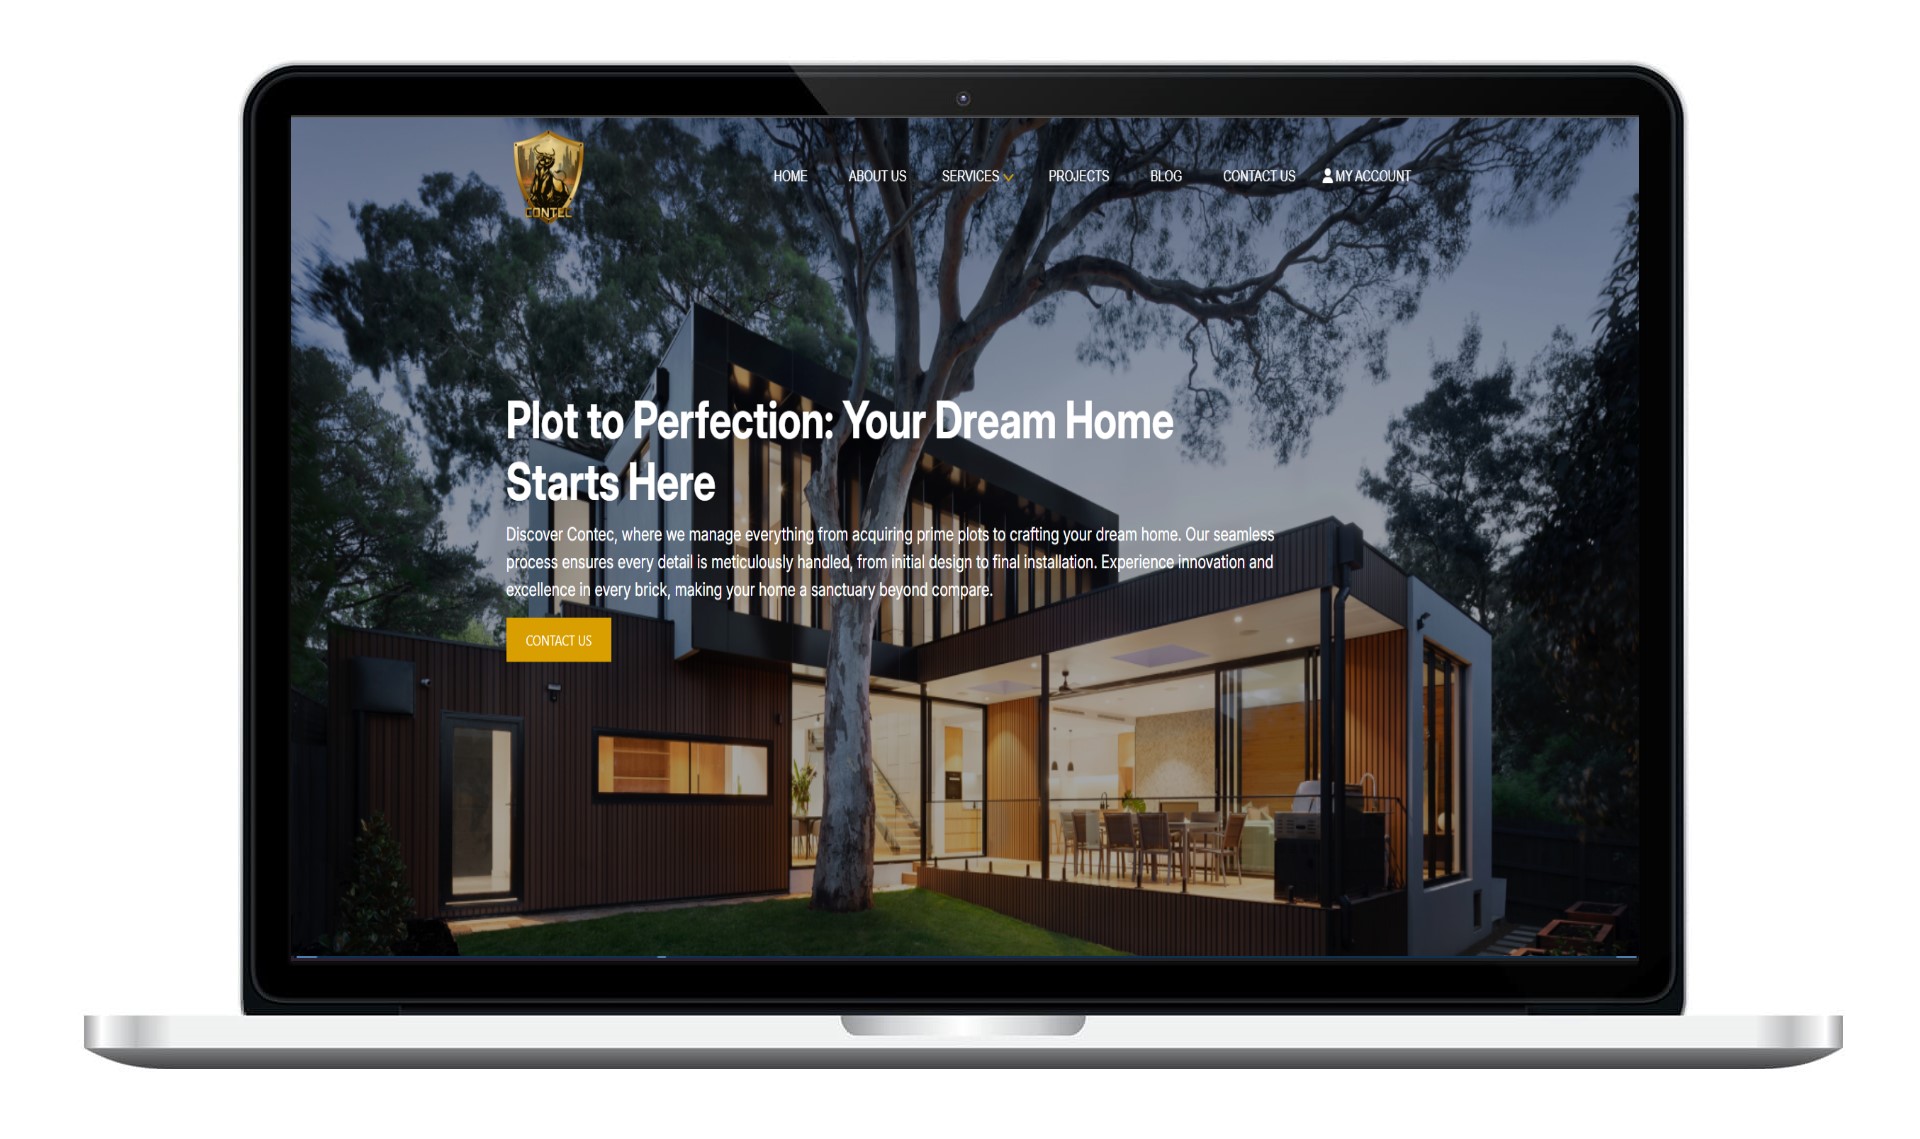 CONTEC
HOME ABOUT US SERVICES PROJECTS BLOG CONTACT US MY ACCOUNT
Plot to Perfection: Your Dream Home
Starts Here
Discover Contec, where we manage everything from acquiring prime plots to crafting your dream home. Our seamless
process ensures every detail is meticulously handled, from initial design to final installation. Experience innovation and
excellence in every brick, making your home a sanctuary beyond compare.
CONTACT US